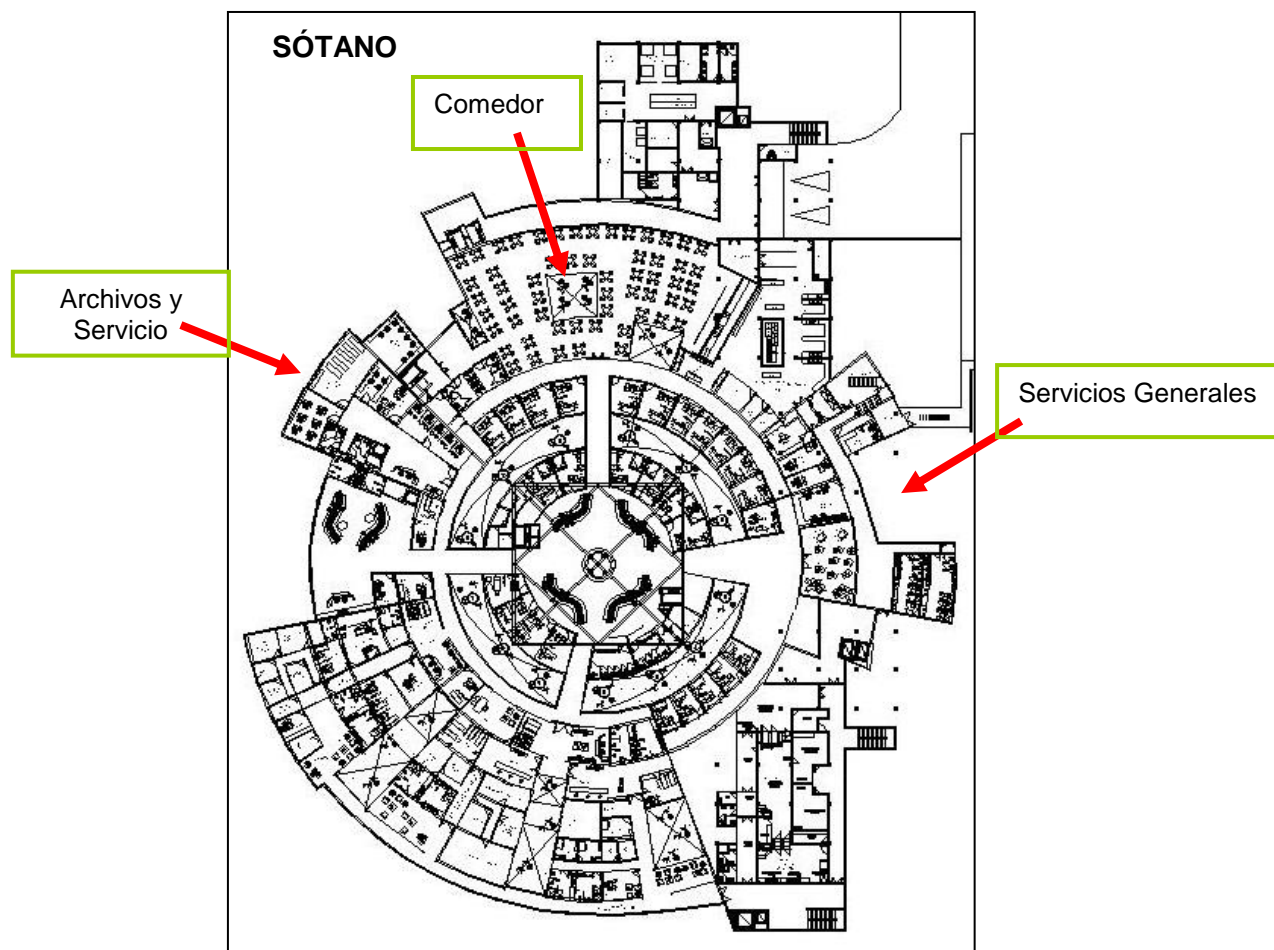 SÓTANO
Comedor
Archivos y
Servicio
Servicios Generales